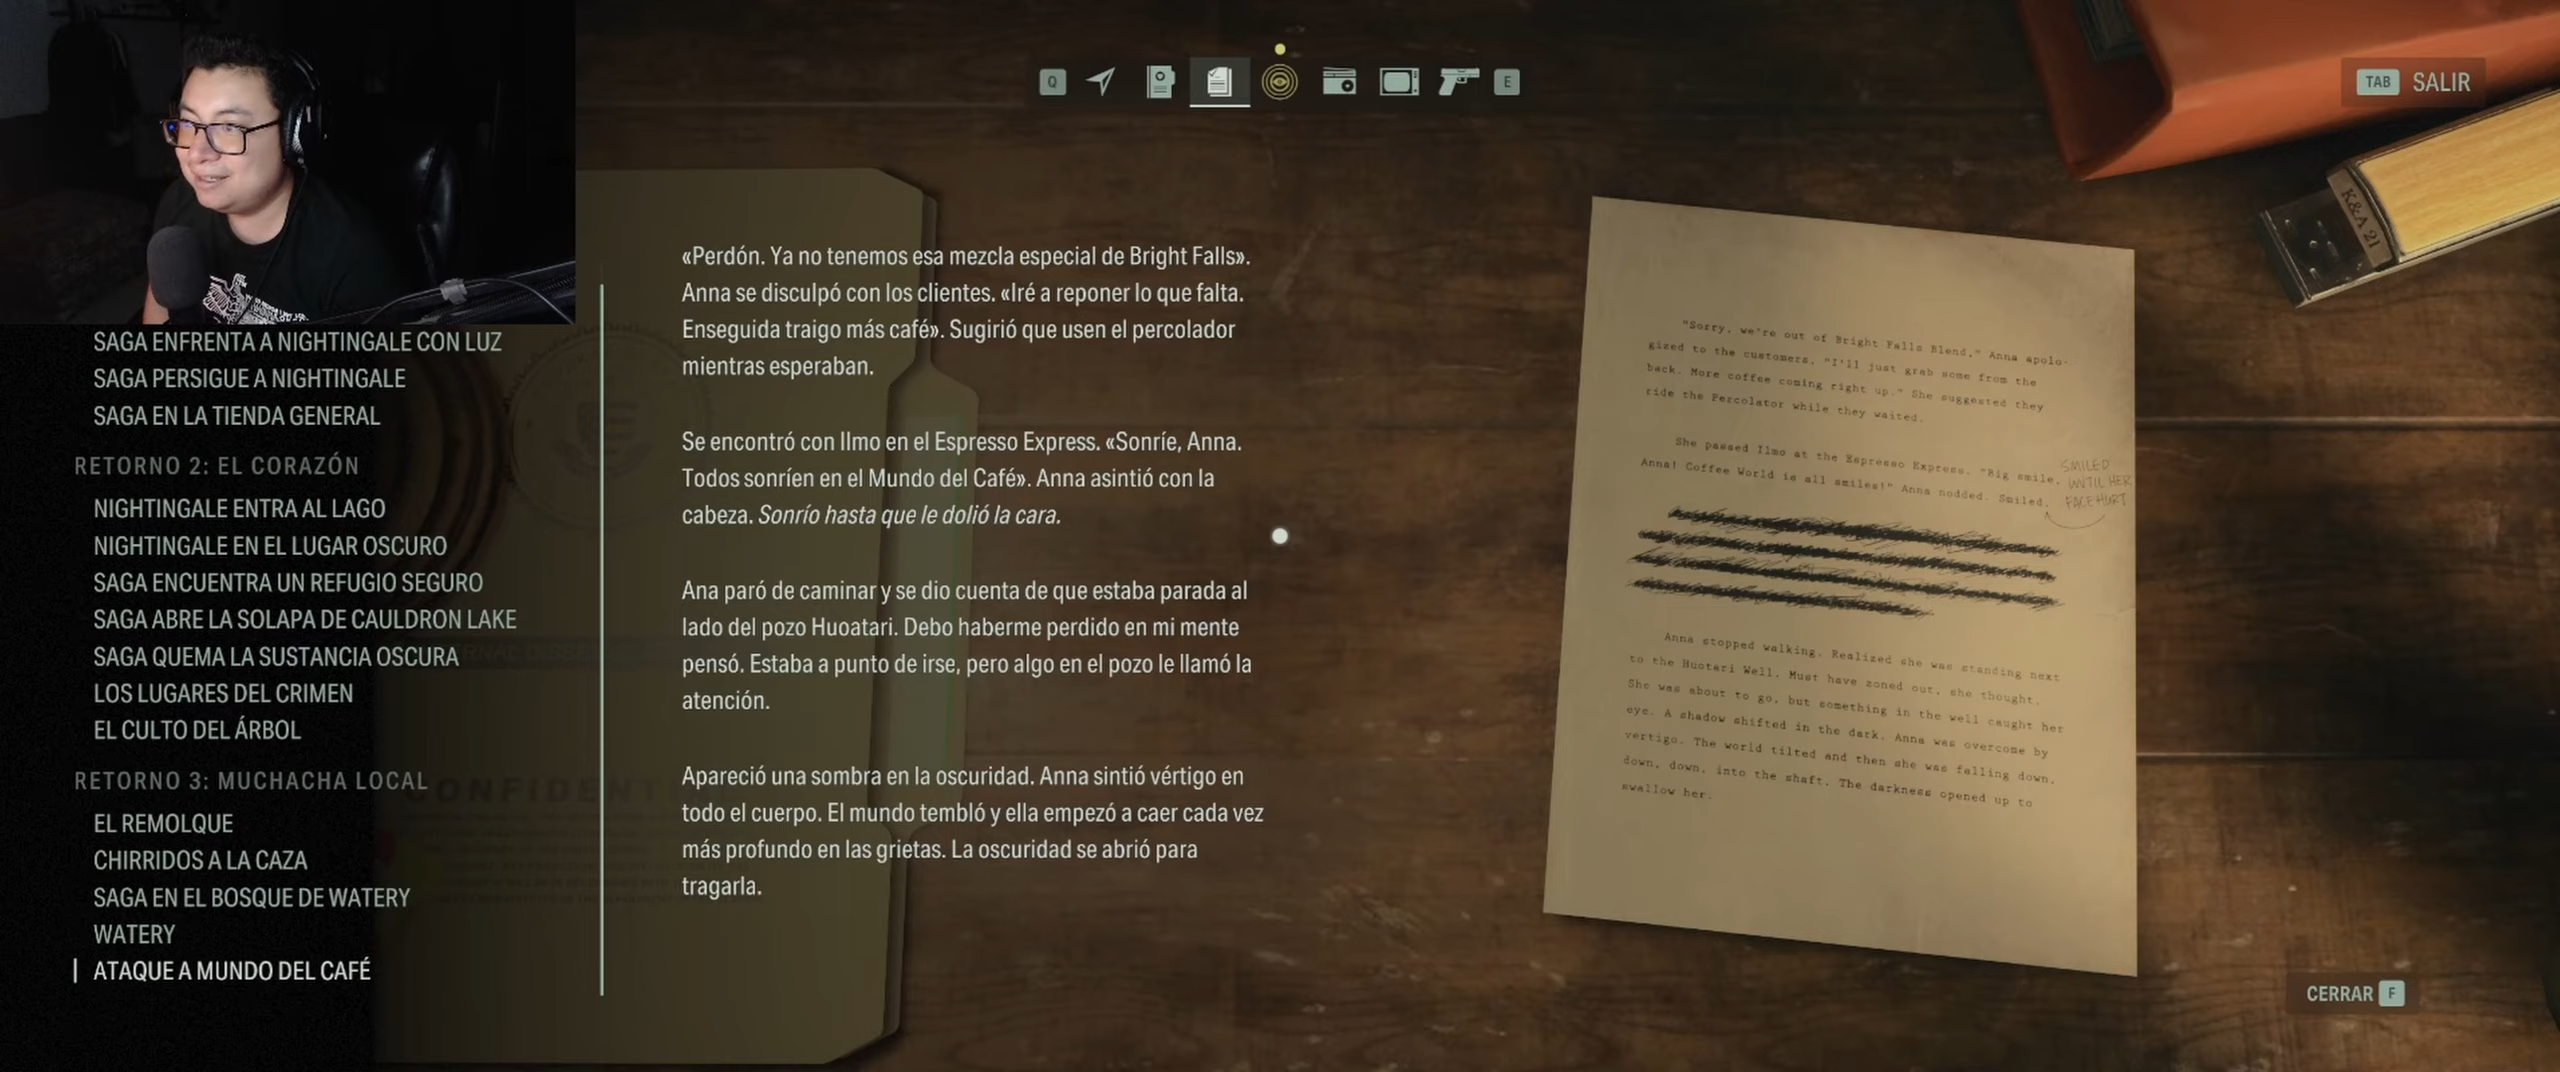 Q
E
TAB SALIR
K&A 21
SAGA ENFRENTA A NIGHTINGALE CON LUZ
SAGA PERSIGUE A NIGHTINGALE
SAGA EN LA TIENDA GENERAL
RETORNO 2: EL CORAZÓN
NIGHTINGALE ENTRA AL LAGO
NIGHTINGALE EN EL LUGAR OSCURO
SAGA ENCUENTRA UN REFUGIO SEGURO
SAGA ABRE LA SOLAPA DE CAULDRON LAKE
SAGA QUEMA LA SUSTANCIA OSCURA
LOS LUGARES DEL CRIMEN
EL CULTO DEL ÁRBOL
RETORNO 3: MUCHACHA LOCAL
EL REMOLQUE
CHIRRIDOS A LA CAZA
SAGA EN EL BOSQUE DE WATERY
WATERY
ATAQUE A MUNDO DEL CAFÉ
«Perdón. Ya no tenemos esa mezcla especial de Bright Falls».
Anna se disculpó con los clientes. «Iré a reponer lo que falta.
Enseguida traigo más café». Sugirió que usen el percolador
mientras esperaban.
Se encontró con Ilmo en el Espresso Express. «Sonríe, Anna.
Todos sonríen en el Mundo del Café». Anna asintió con la
cabeza. Sonrío hasta que le dolió la cara.
Ana paró de caminar y se dio cuenta de que estaba parada al
lado del pozo Huoatari. Debo haberme perdido en mi mente
pensó. Estaba a punto de irse, pero algo en el pozo le llamó la
atención.
Apareció una sombra en la oscuridad. Anna sintió vértigo en
todo el cuerpo. El mundo tembló y ella empezó a caer cada vez
más profundo en las grietas. La oscuridad se abrió para
tragarla.
"Sorry, we're out of Bright Falls Blend," Anna apolo-
gized to the customers. "I'll just grab some from the
back. More coffee coming right up." She suggested they
ride the Percolator while they waited.
She passed Ilmo at the Espresso Express. "Big smile,
Anna! Coffee World is all smiles!" Anna nodded. Smiled.
SMILED
UNTIL HER
FACE HURT
Anna stopped walking. Realized she was standing next
to the Huotari Well. Must have zoned out, she thought.
She was about to go, but something in the well caught her
eye. A shadow shifted in the dark. Anna was overcome by
vertigo. The world tilted and then she was falling down,
down, down, into the shaft. The darkness opened up to
swallow her.
CERRAR F